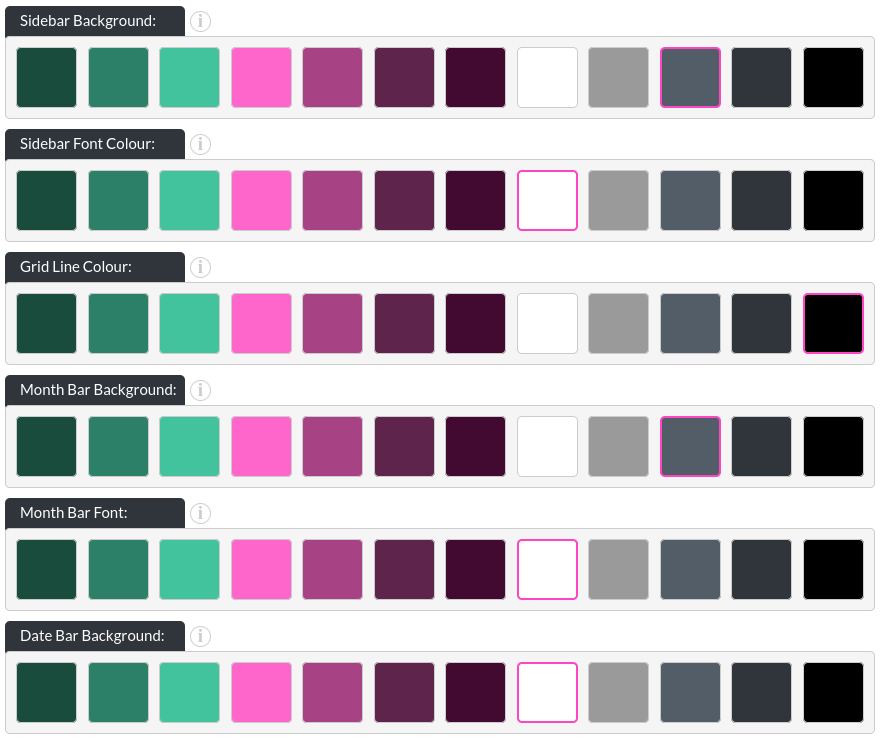 Sidebar Background:
i
Sidebar Font Colour:
i
Grid Line Colour:
i
Month Bar Background:
i
Month Bar Font:
i
Date Bar Background:
i